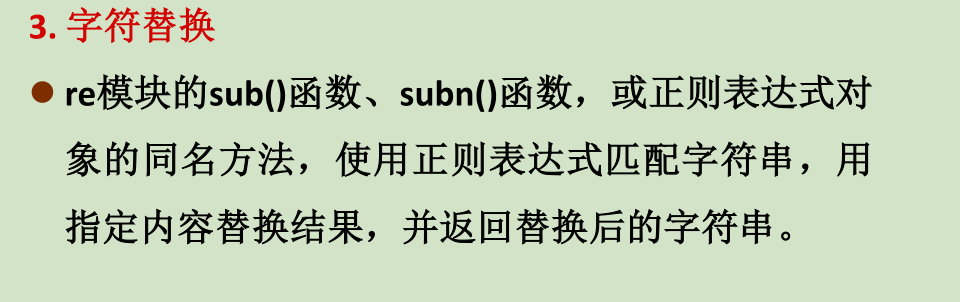 3. 字符替换
● re模块的sub()函数、subn()函数，或正则表达式对
象的同名方法，使用正则表达式匹配字符串，用
指定内容替换结果，并返回替换后的字符串。